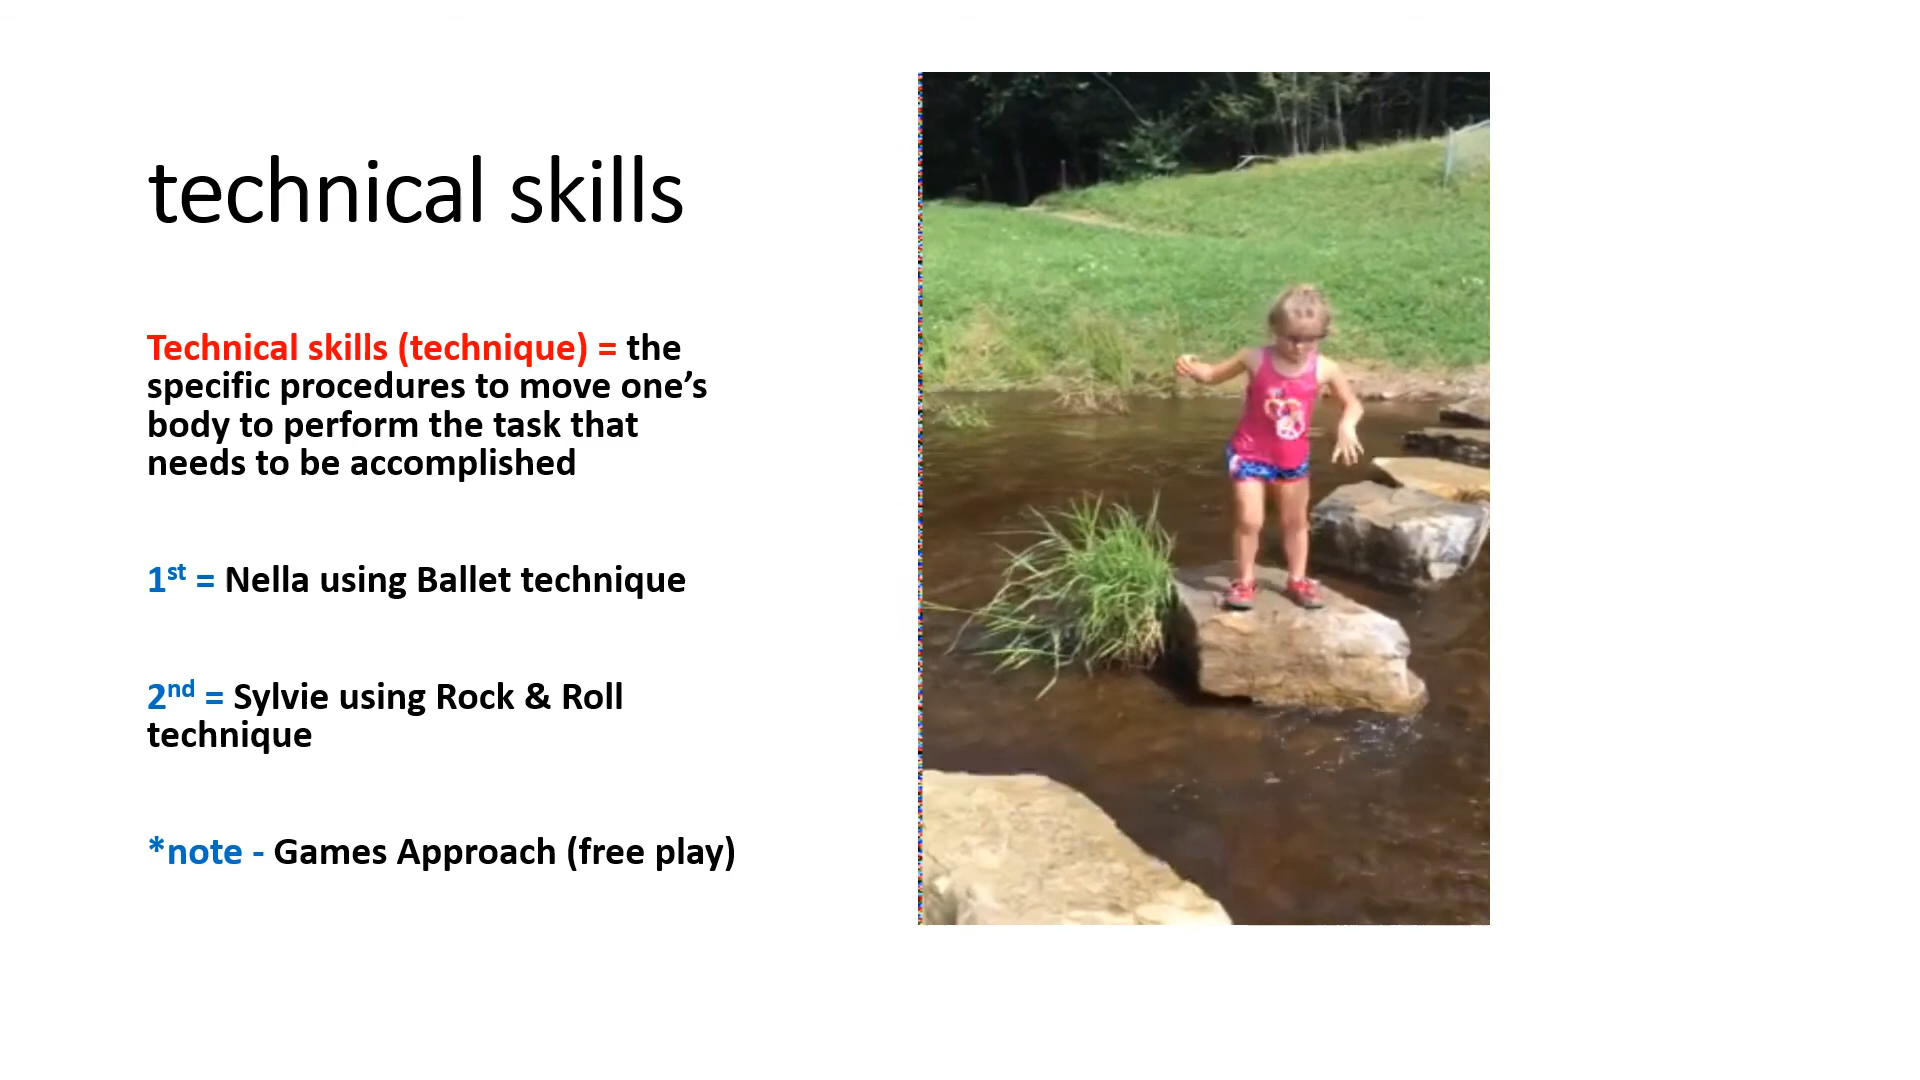 technical skills
Technical skills (technique) = the
specific procedures to move one’s
body to perform the task that
needs to be accomplished
1st = Nella using Ballet technique
2nd = Sylvie using Rock & Roll
technique
*note - Games Approach (free play)